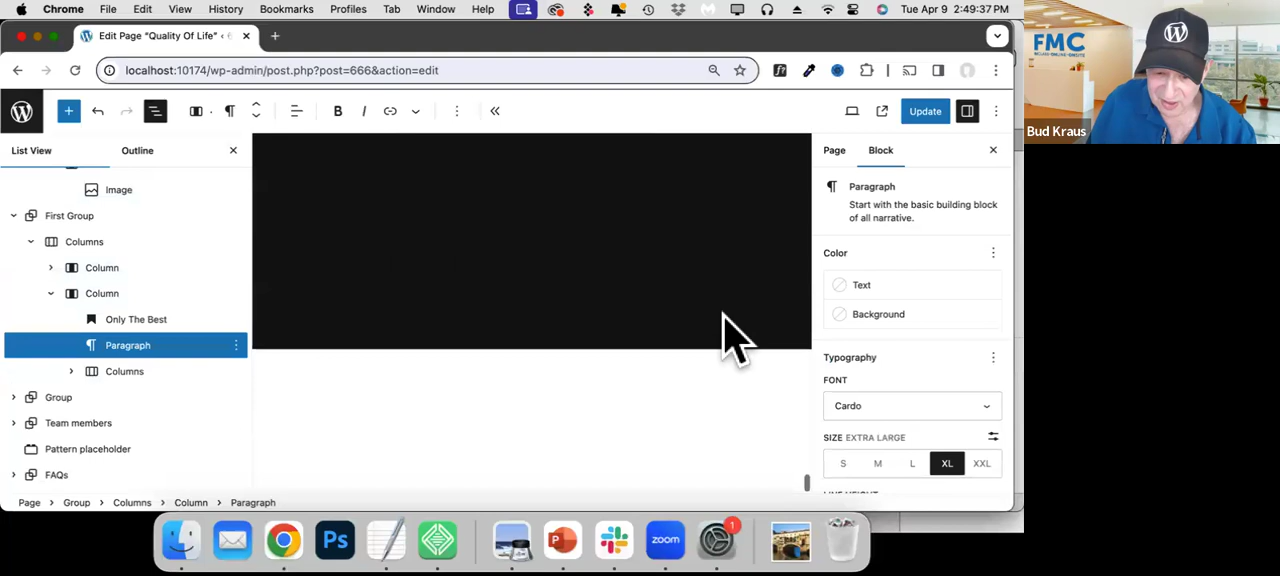 Chrome File Edit View History Bookmarks Profiles Tab Window Help Tue Apr 9 2:49:37 PM
Edit Page “Quality Of Life” ‹
localhost:10174/wp-admin/post.php?post=666&action=edit
B I Update
List View Outline
Page Block
Image
First Group
Columns
Column
Column
Only The Best
Paragraph
Columns
Group
Team members
Pattern placeholder
FAQs
Paragraph
Start with the basic building block
of all narrative.
Color
Text
Background
Typography
FONT
Cardo
SIZE EXTRA LARGE
S M L XL XXL
Page Group Columns Column Paragraph
Ps
zoom
1
FMC
Bud Kraus